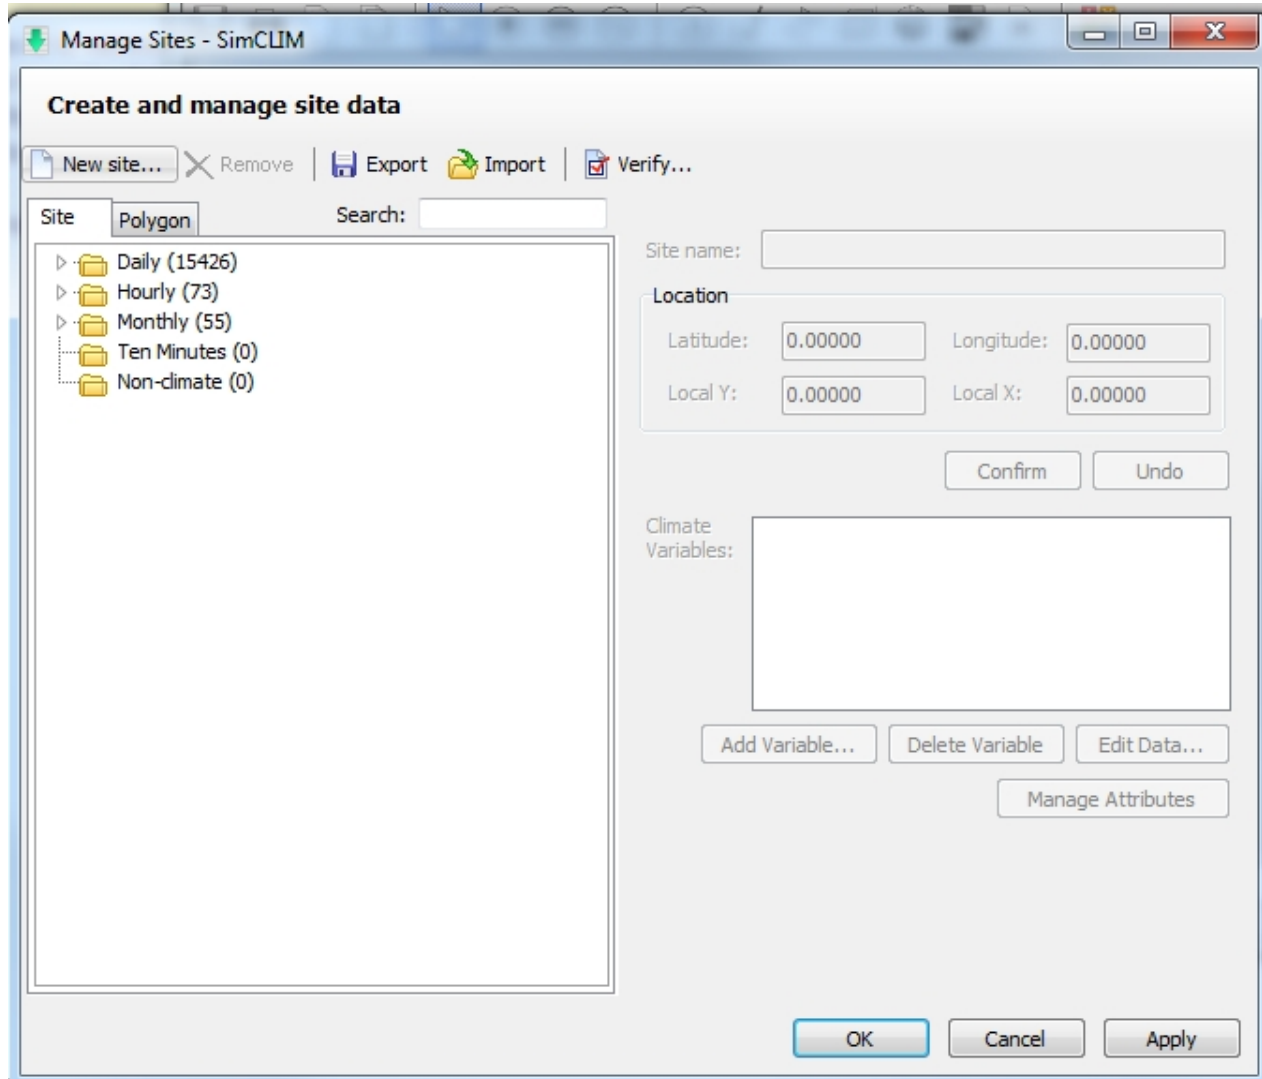 Manage Sites - SimCLIM
Create and manage site data
New site... Remove Export Import Verify...
Site Polygon Search:
Daily (15426)
Hourly (73)
Monthly (55)
Ten Minutes (0)
Non-climate (0)
Site name:
Location
Latitude: 0.00000 Longitude: 0.00000
Local Y: 0.00000 Local X: 0.00000
Confirm Undo
Climate
Variables:
Add Variable... Delete Variable Edit Data...
Manage Attributes
OK Cancel Apply